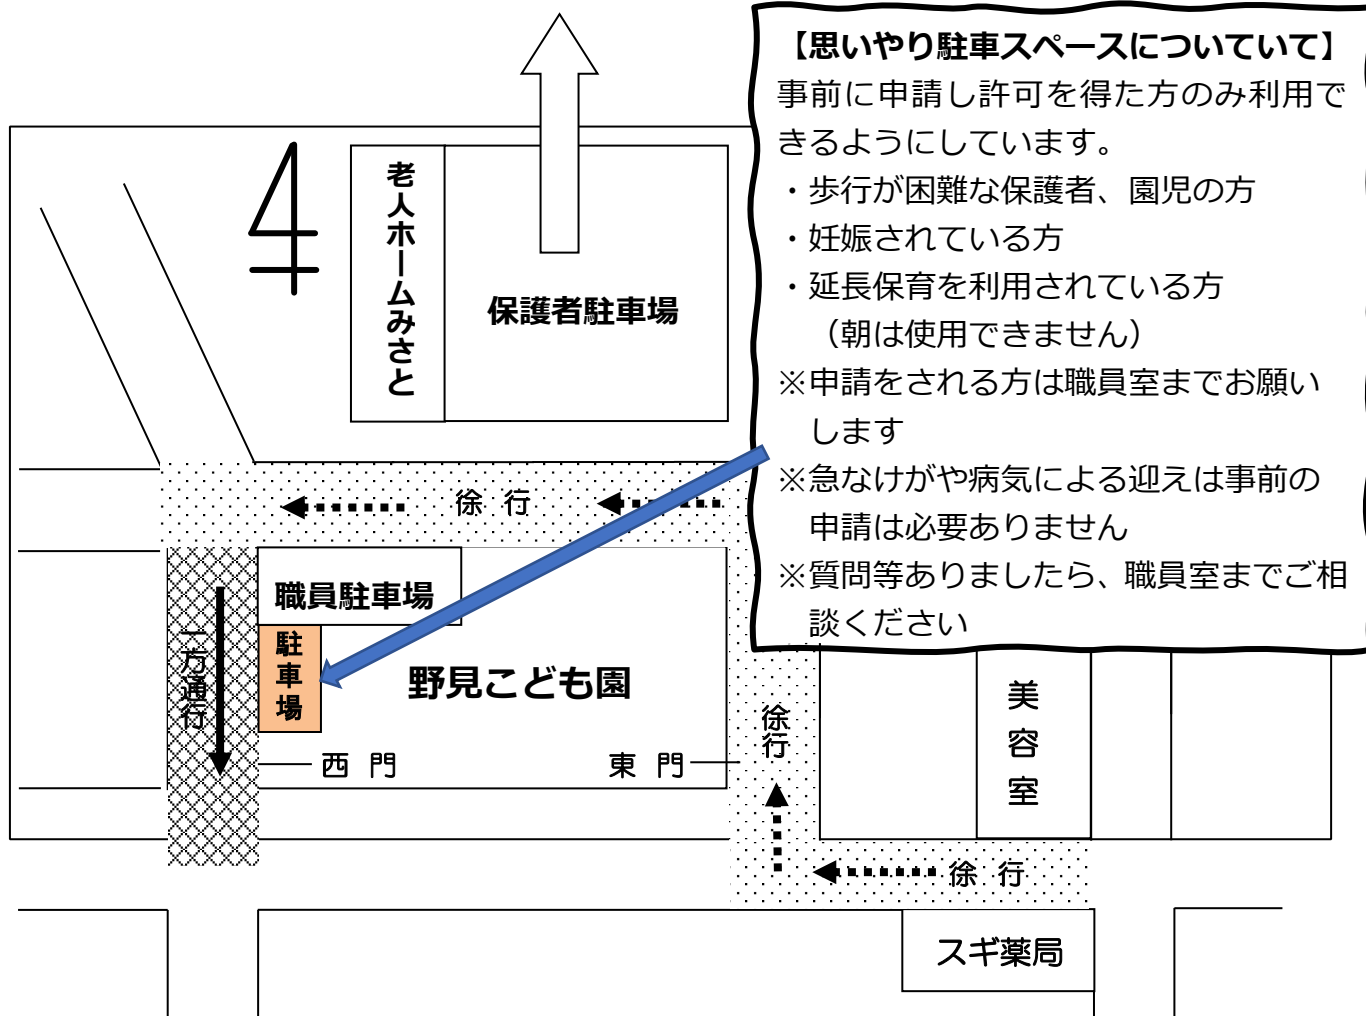 【思いやり駐車スペースについていて】
事前に申請し許可を得た方のみ利用で
きるようにしています。
・歩行が困難な保護者、園児の方
・妊娠されている方
・延長保育を利用されている方
（朝は使用できません）
※申請をされる方は職員室までお願い
します
※急なけがや病気による迎えは事前の
申請は必要ありません
※質問等ありましたら、職員室までご相
談ください
4
老人ホームみさと
保護者駐車場
徐 行
職員駐車場
駐車場
一方通行
野見こども園
西 門
東 門
徐行
美容室
徐 行
スギ薬局